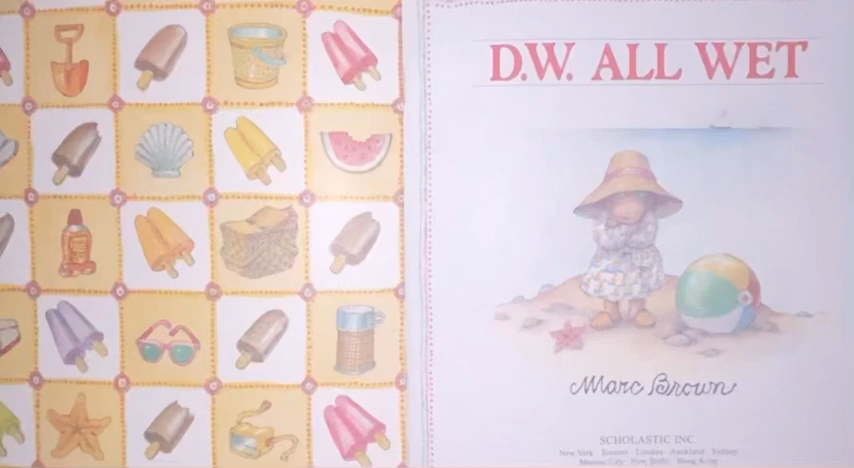 D.W. ALL WET
Marc Brown
SCHOLASTIC INC.
New York Toronto London Auckland Sydney
Mexico City New Delhi Hong Kong